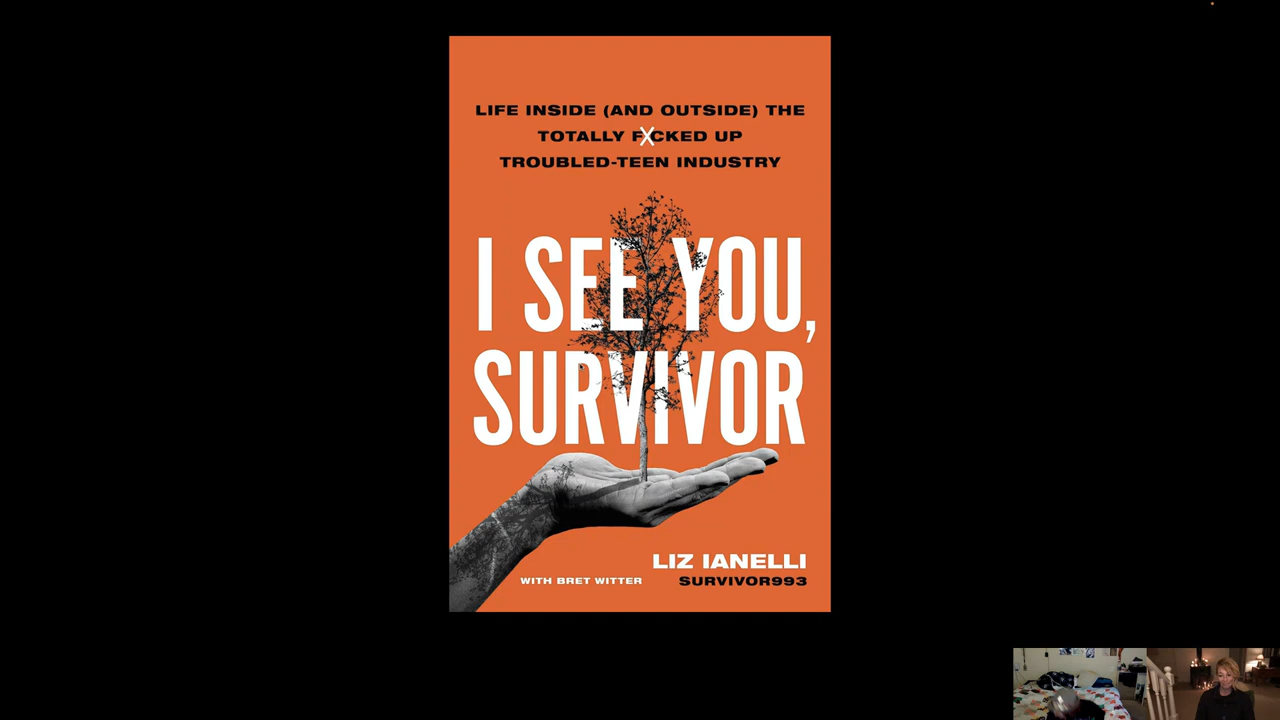 LIFE INSIDE (AND OUTSIDE) THE
TOTALLY FXCKED UP
TROUBLED-TEEN INDUSTRY
I SEE YOU,
SURVIVOR
LIZ IANELLI
WITH BRET WITTER
SURVIVOR993